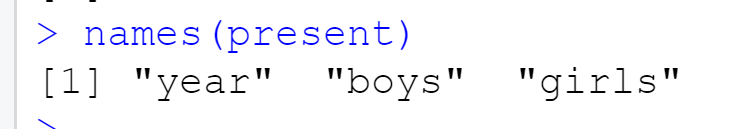 > names(present)
[1] "year"  "boys"  "girls"
>